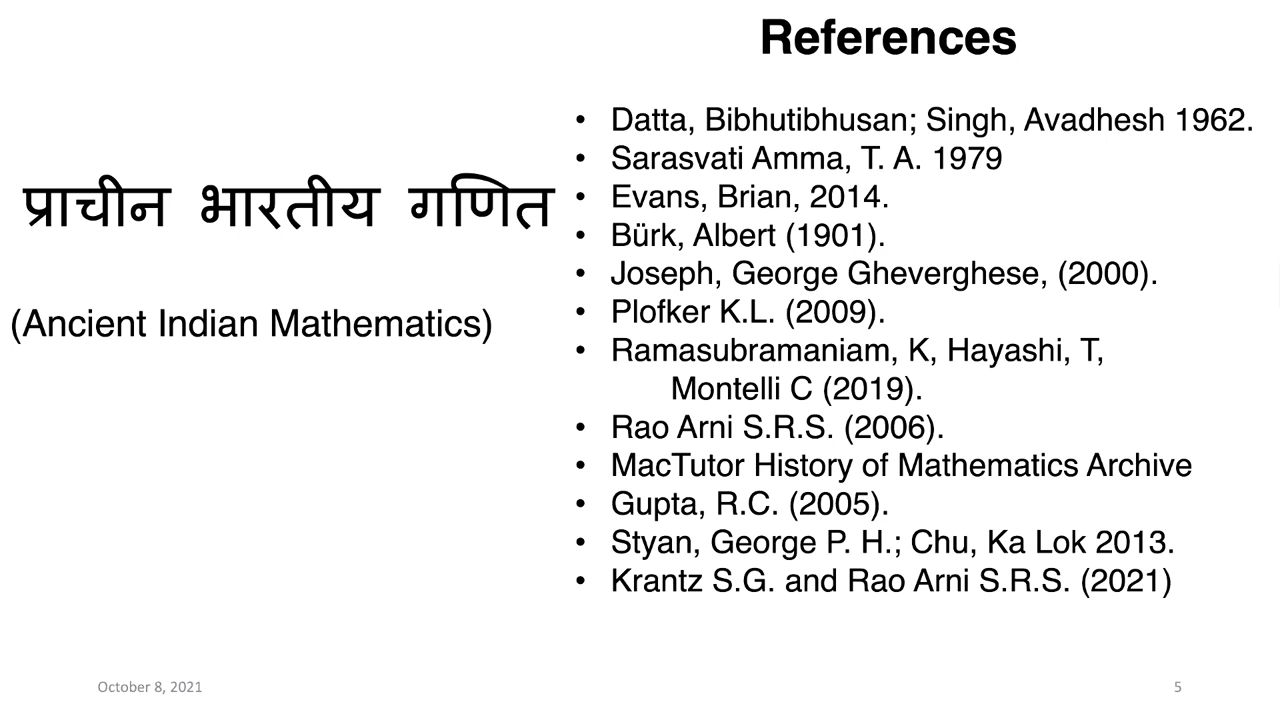 References
प्राचीन भारतीय गणित
(Ancient Indian Mathematics)
• Datta, Bibhutibhusan; Singh, Avadhesh 1962.
• Sarasvati Amma, T. A. 1979
• Evans, Brian, 2014.
• Bürk, Albert (1901).
• Joseph, George Gheverghese, (2000).
• Plofker K.L. (2009).
• Ramasubramaniam, K, Hayashi, T,
Montelli C (2019).
• Rao Arni S.R.S. (2006).
• MacTutor History of Mathematics Archive
• Gupta, R.C. (2005).
• Styan, George P. H.; Chu, Ka Lok 2013.
• Krantz S.G. and Rao Arni S.R.S. (2021)
October 8, 2021
5